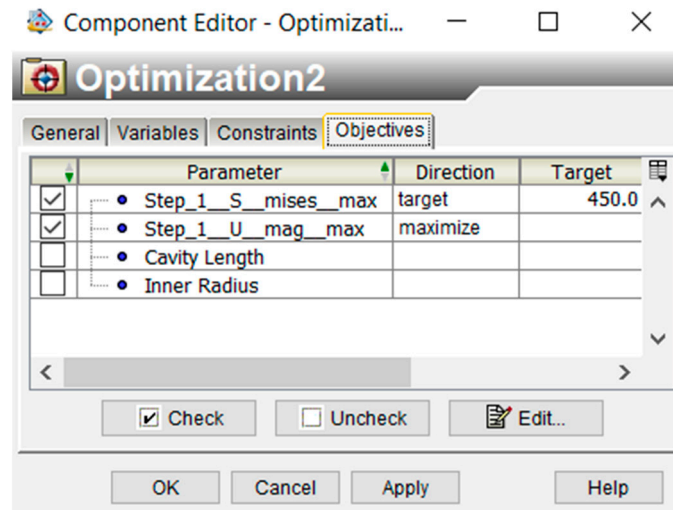 Component Editor - Optimizati...
Optimization2
General Variables Constraints Objectives
Parameter Direction Target
Step_1__S__mises__max target 450.0
Step_1__U__mag__max maximize
Cavity Length
Inner Radius
Check Uncheck Edit...
OK Cancel Apply Help